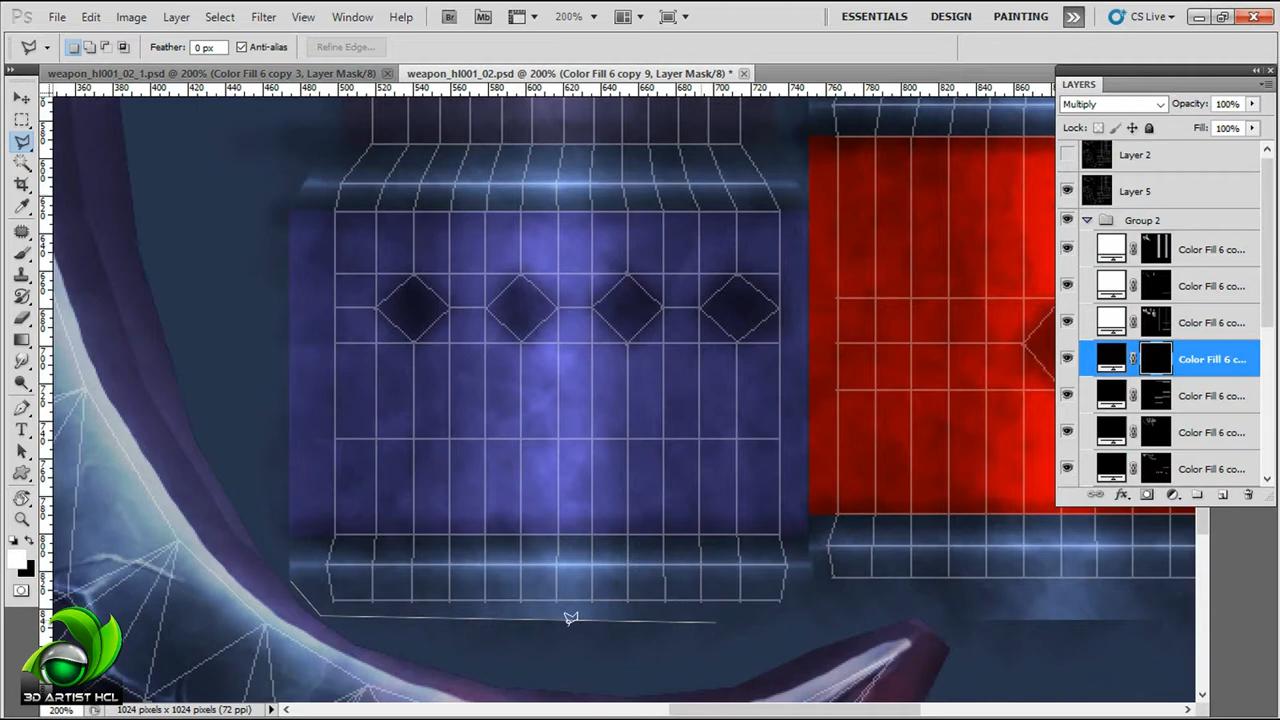 Ps File Edit Image Layer Select Filter View Window Help Br Mb 200% ESSENTIALS DESIGN PAINTING CS Live
Feather: 0 px Anti-alias Refine Edge...
weapon_hl001_02_1.psd @ 200% (Color Fill 6 copy 3, Layer Mask/8) weapon_hl001_02.psd @ 200% (Color Fill 6 copy 9, Layer Mask/8) *
360 380 400 420 440 460 480 500 520 540 560 580 600 620 640 660 680 700 720 740 760 780 800 820 840 860
LAYERS
Multiply Opacity: 100%
Lock: Fill: 100%
Layer 2
Layer 5
Group 2
Color Fill 6 co...
Color Fill 6 co...
Color Fill 6 co...
Color Fill 6 c...
Color Fill 6 co...
Color Fill 6 co...
Color Fill 6 co...
3D ARTIST HCL
200% 1024 pixels x 1024 pixels (72 ppi)